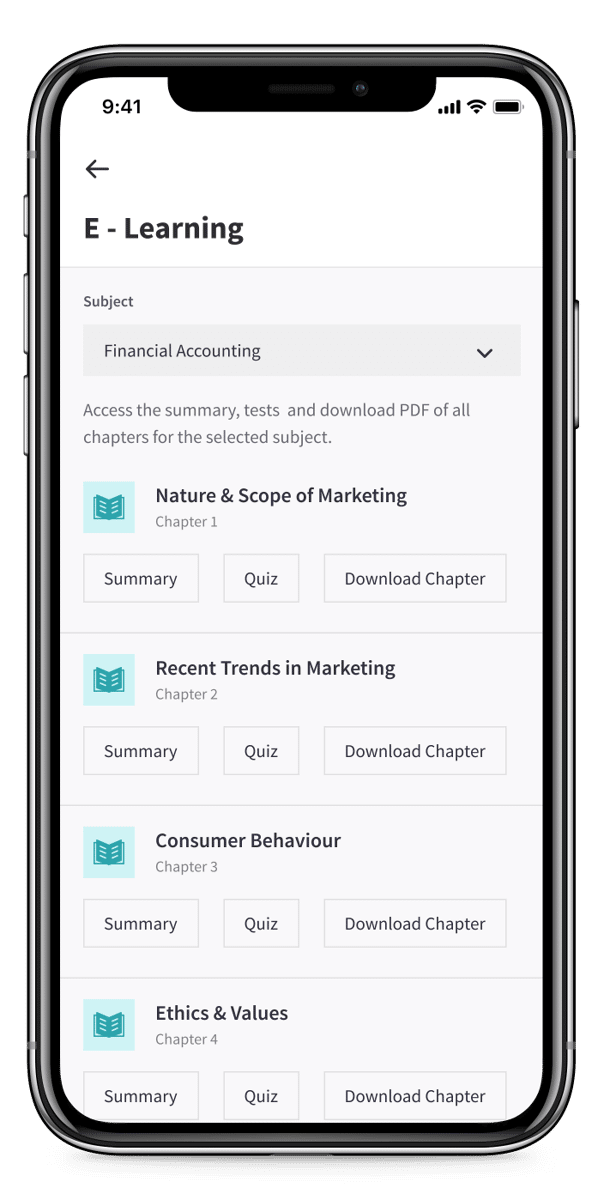 9:41
E - Learning
Subject
Financial Accounting
Access the summary, tests  and download PDF of all
chapters for the selected subject.
Nature & Scope of Marketing
Chapter 1
Summary Quiz Download Chapter
Recent Trends in Marketing
Chapter 2
Summary Quiz Download Chapter
Consumer Behaviour
Chapter 3
Summary Quiz Download Chapter
Ethics & Values
Chapter 4
Summary Quiz Download Chapter